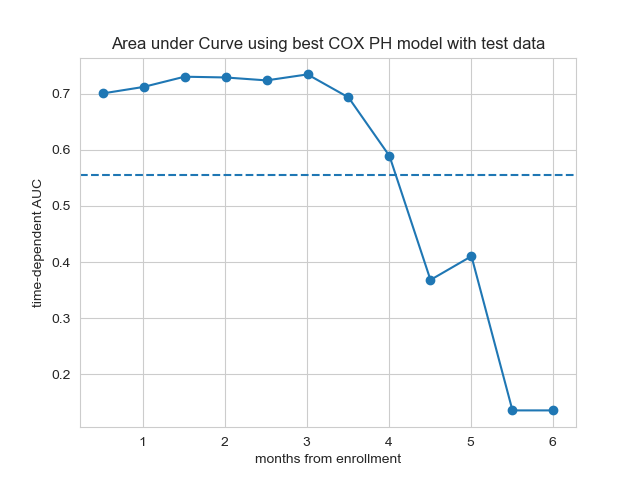 Area under Curve using best COX PH model with test data
time-dependent AUC
0.7
0.6
0.5
0.4
0.3
0.2
1 2 3 4 5 6
months from enrollment